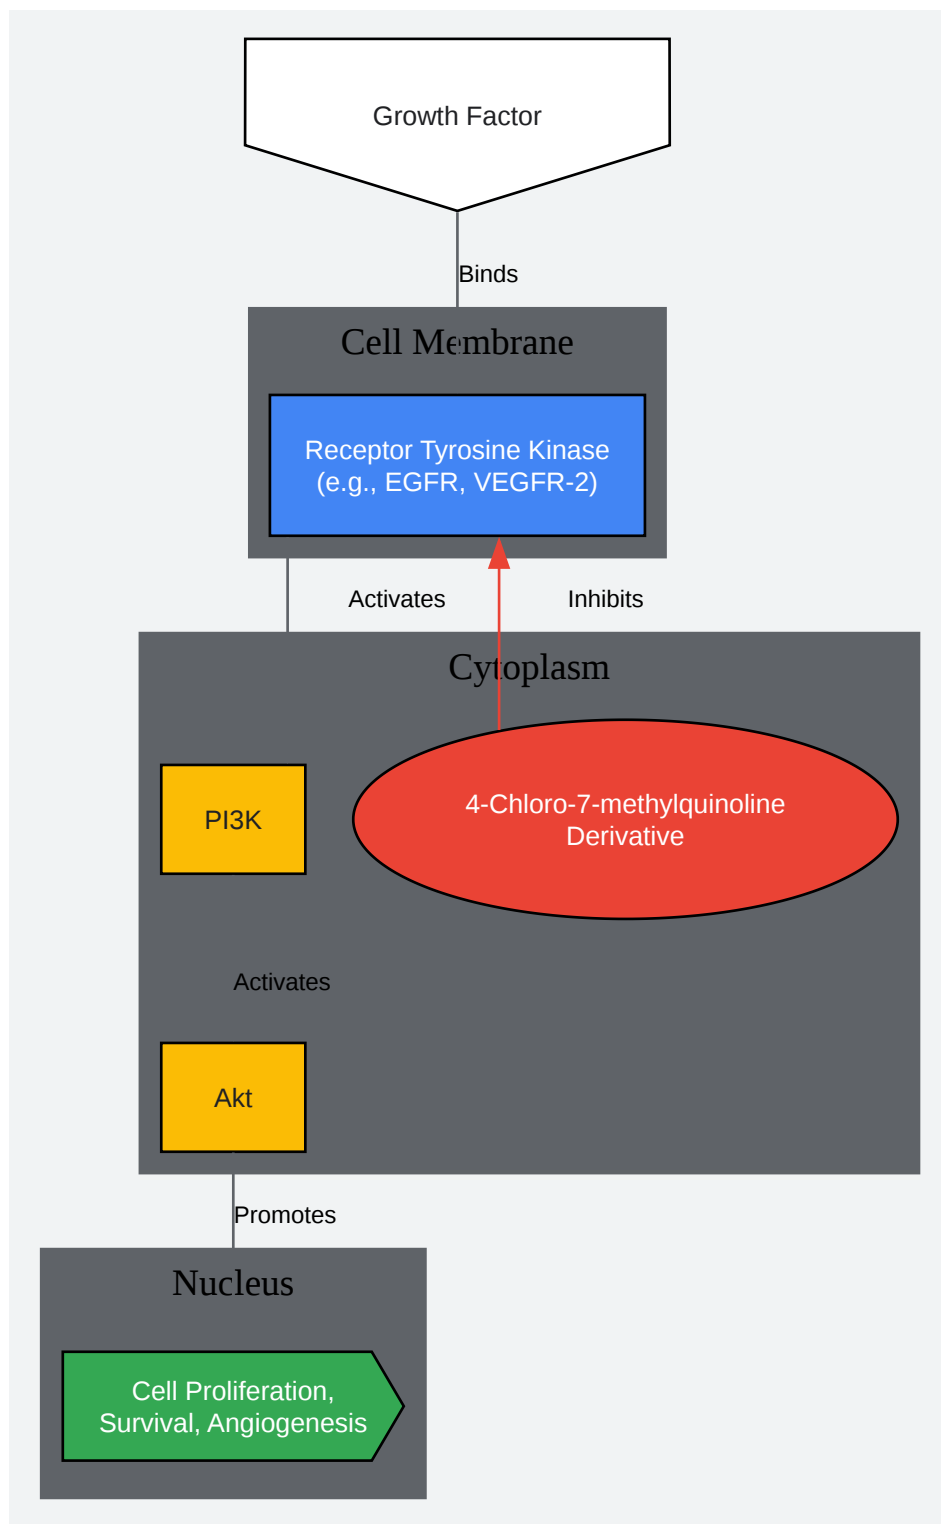 Growth Factor
Binds
Cell Membrane
Receptor Tyrosine Kinase
(e.g., EGFR, VEGFR-2)
Activates
Inhibits
Cytoplasm
PI3K
4-Chloro-7-methylquinoline
Derivative
Activates
Akt
Promotes
Nucleus
Cell Proliferation,
Survival, Angiogenesis